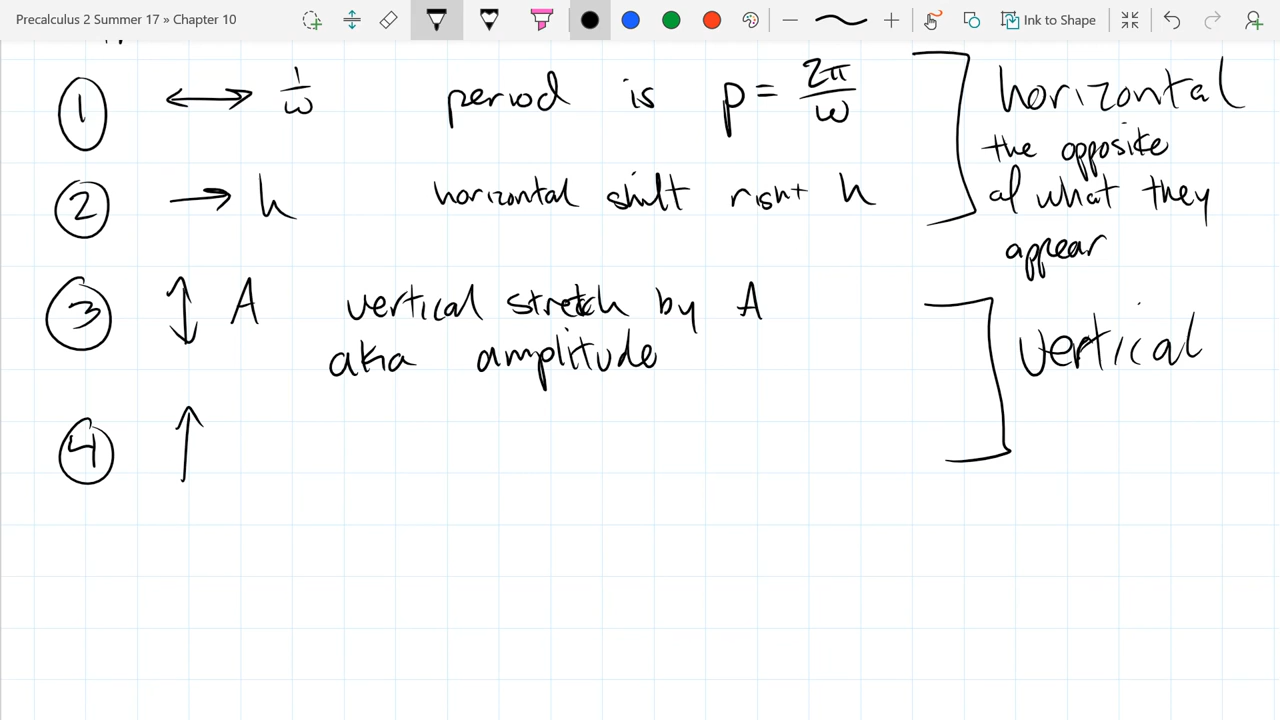 Precalculus 2 Summer 17 » Chapter 10
Ink to Shape
① ↔ 1/ω period is p = 2π/ω
② → h horizontal shift right h
horizontal
the opposite
of what they
appear
③ ↕ A vertical stretch by A
aka amplitude
vertical
④ ↑